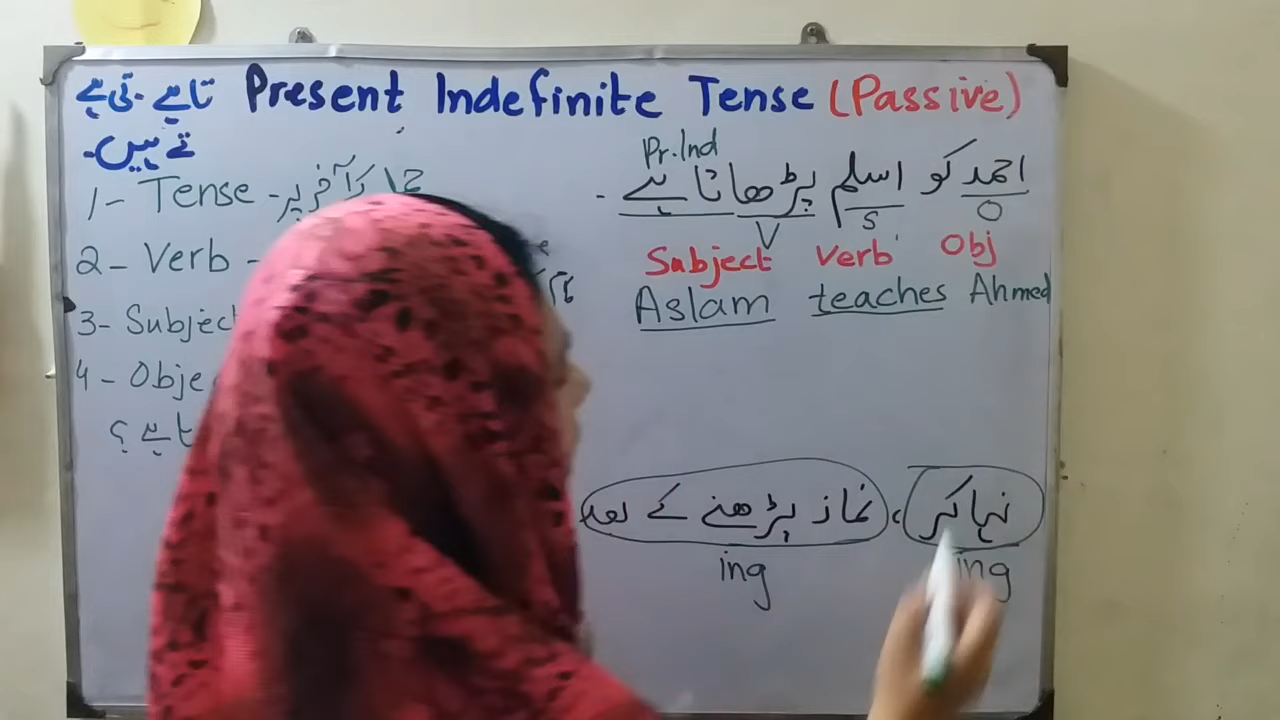 تا ہے ۔ تی ہے Present Indefinite Tense (Passive)
تے ہیں۔
1- Tense - کا آخر پر
2- Verb -
3- Subject
4- Obje
تا ہے ؟
Pr.Ind
احمد کو اسلم پڑھاتا ہے ۔
O S V
Subject Verb Obj
Aslam teaches Ahmed
نہا کر ، نماز پڑھنے کے بعد
ing ing